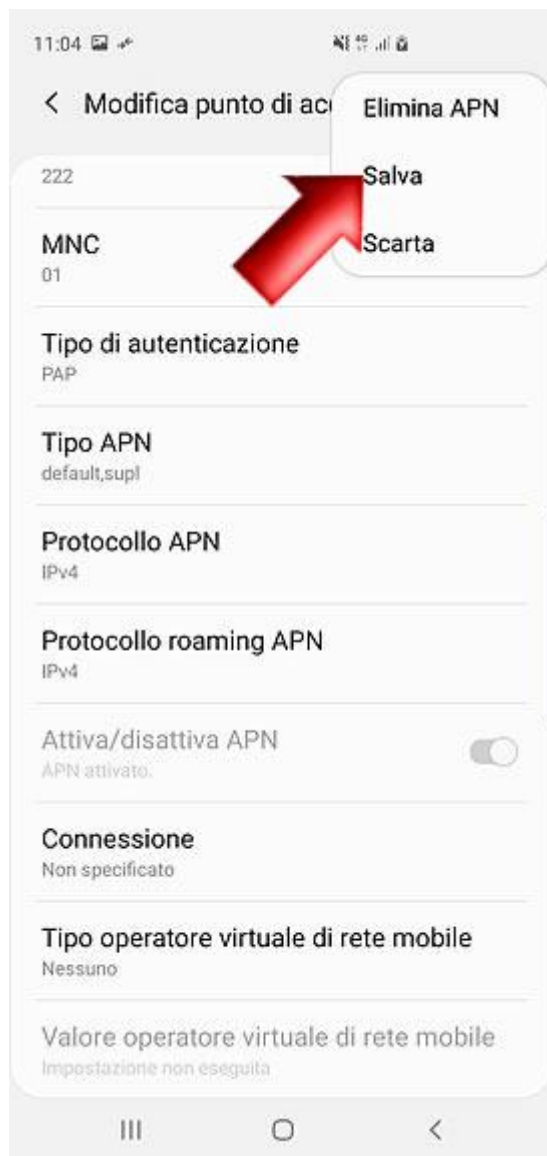 11:04
Modifica punto di acc
Elimina APN
Salva
Scarta
222
MNC
01
Tipo di autenticazione
PAP
Tipo APN
default,supl
Protocollo APN
IPv4
Protocollo roaming APN
IPv4
Attiva/disattiva APN
APN attivato.
Connessione
Non specificato
Tipo operatore virtuale di rete mobile
Nessuno
Valore operatore virtuale di rete mobile
Impostazione non eseguita